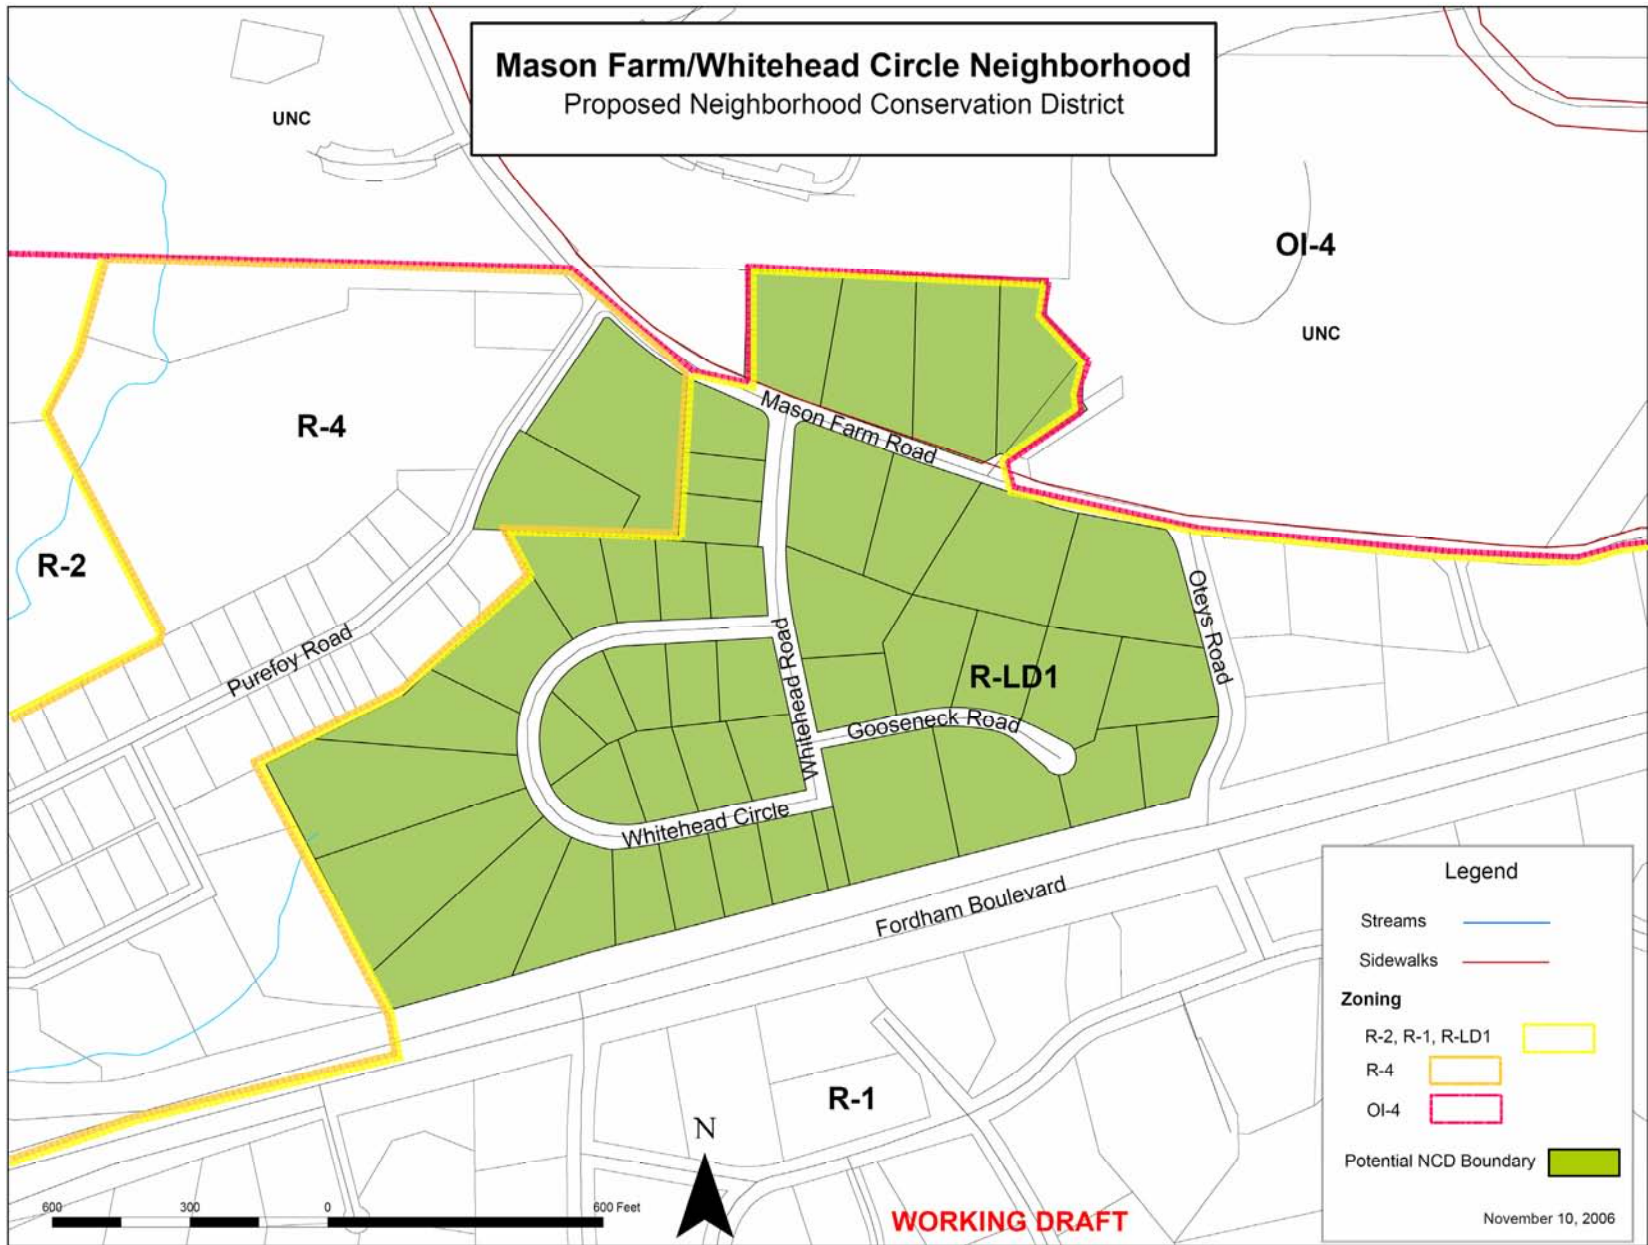 Mason Farm/Whitehead Circle Neighborhood
Proposed Neighborhood Conservation District
UNC
OI-4
UNC
R-4
Mason Farm Road
R-2
Oteys Road
Purefoy Road
Whitehead Road
R-LD1
Gooseneck Road
Whitehead Circle
Fordham Boulevard
R-1
Legend
Streams
Sidewalks
Zoning
R-2, R-1, R-LD1
R-4
OI-4
Potential NCD Boundary
November 10, 2006
N
600 300 0 600 Feet
WORKING DRAFT